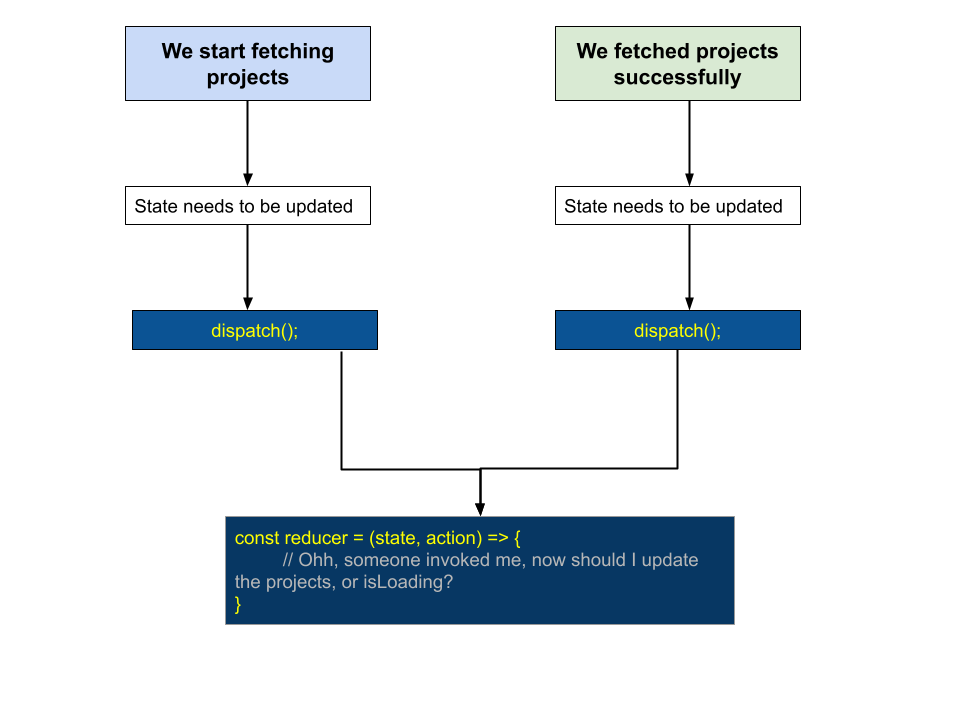 We start fetching
projects
We fetched projects
successfully
State needs to be updated
State needs to be updated
dispatch();
dispatch();
const reducer = (state, action) => {
// Ohh, someone invoked me, now should I update
the projects, or isLoading?
}